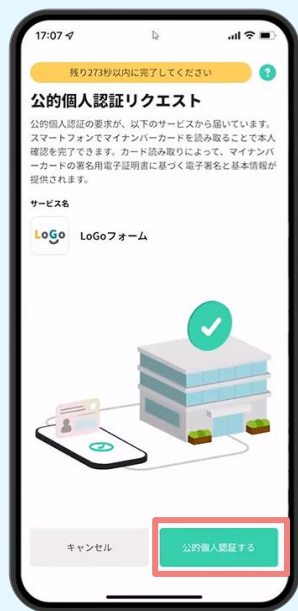 17:07
残り273秒以内に完了してください
?
公的個人認証リクエスト
公的個人認証の要求が、以下のサービスから届いています。
スマートフォンでマイナンバーカードを読み取ることで本人
確認を完了できます。カード読み取りによって、マイナンバ
ーカードの署名用電子証明書に基づく電子署名と基本情報が
提供されます。
サービス名
LoGo LoGoフォーム
キャンセル 公的個人認証する